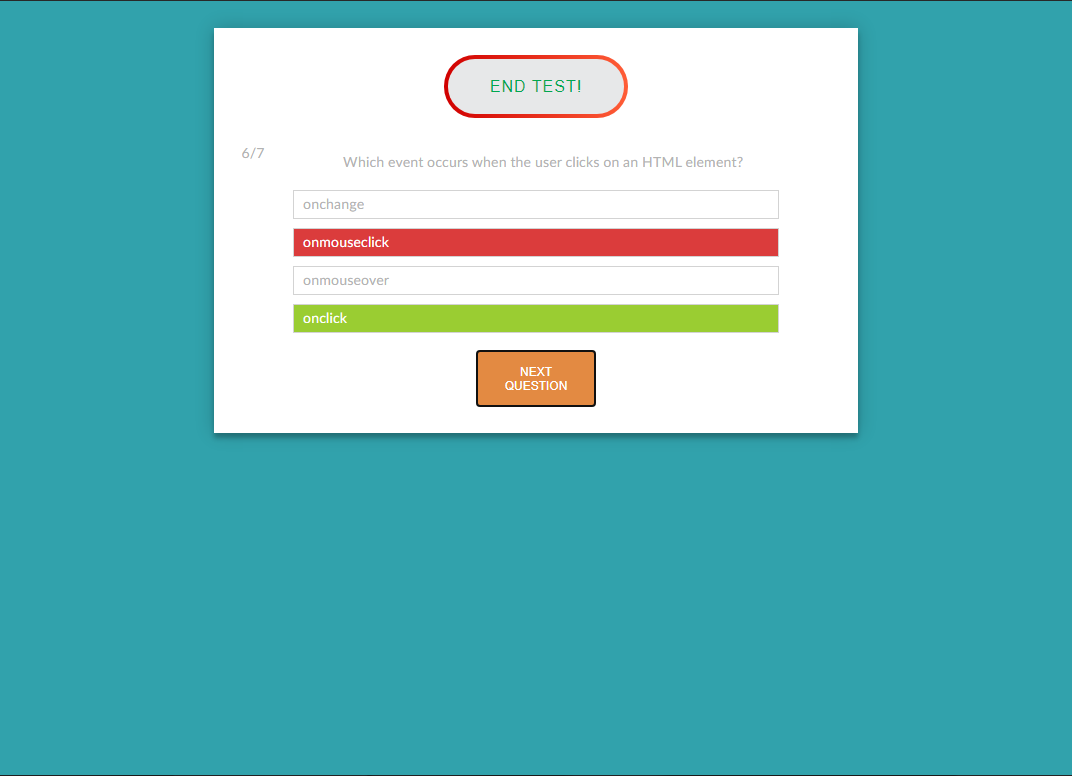 END TEST!
6/7
Which event occurs when the user clicks on an HTML element?
onchange
onmouseclick
onmouseover
onclick
NEXT
QUESTION